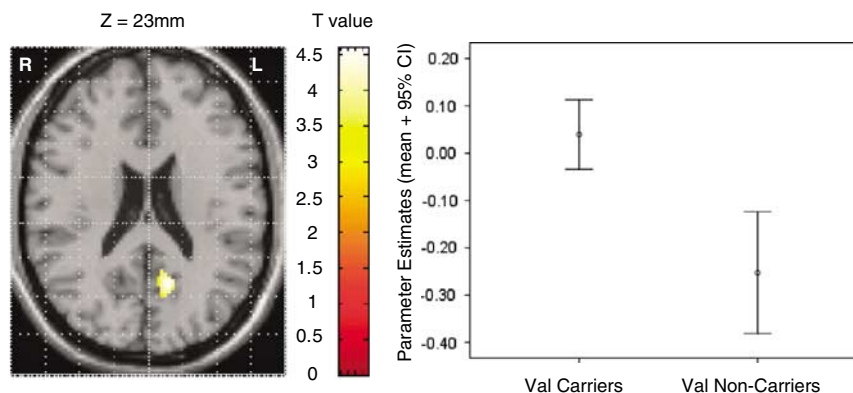 Z = 23mm
T value
R
L
4.5
4
3.5
3
2.5
2
1.5
1
0.5
0
Parameter Estimates (mean + 95% CI)
0.20
0.10
0.00
-0.10
-0.20
-0.30
-0.40
Val Carriers Val Non-Carriers